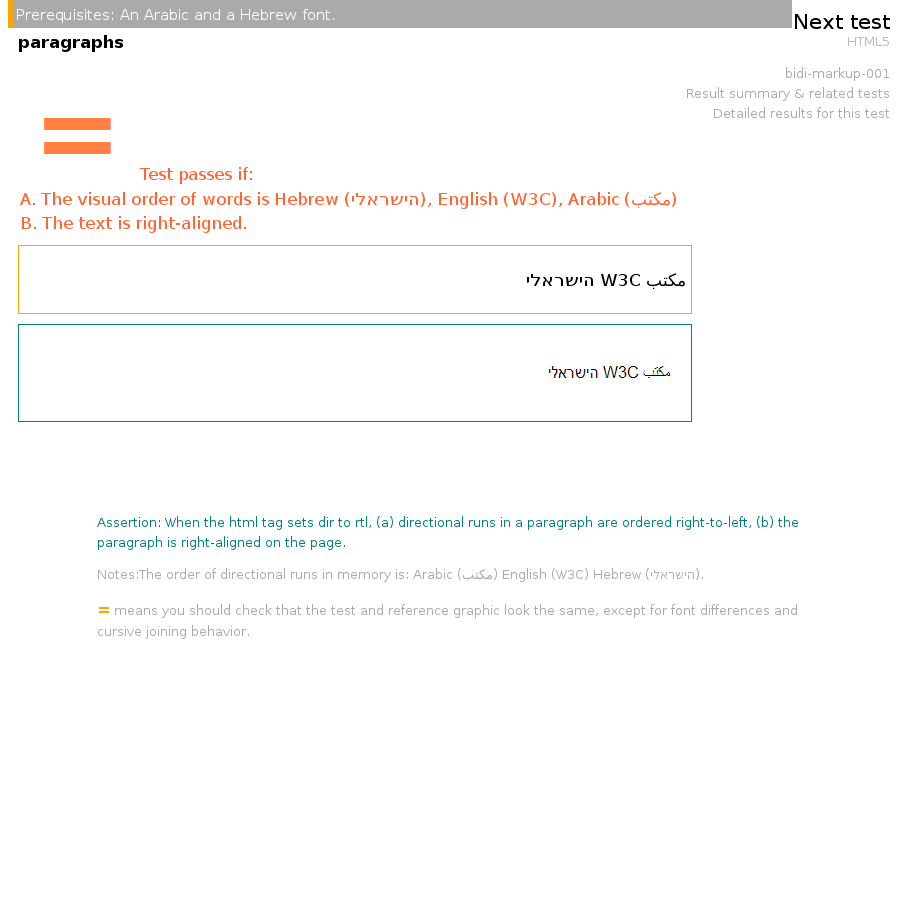 Prerequisites: An Arabic and a Hebrew font.
Next test
paragraphs
HTML5
bidi-markup-001
Result summary & related tests
Detailed results for this test
Test passes if:
A. The visual order of words is Hebrew (הישראלי), English (W3C), Arabic (مكتب)
B. The text is right-aligned.
مكتب W3C הישראלי
مكتب W3C הישראלי
Assertion: When the html tag sets dir to rtl, (a) directional runs in a paragraph are ordered right-to-left, (b) the
paragraph is right-aligned on the page.
Notes:The order of directional runs in memory is: Arabic (مكتب) English (W3C) Hebrew (הישראלי).
= means you should check that the test and reference graphic look the same, except for font differences and
cursive joining behavior.